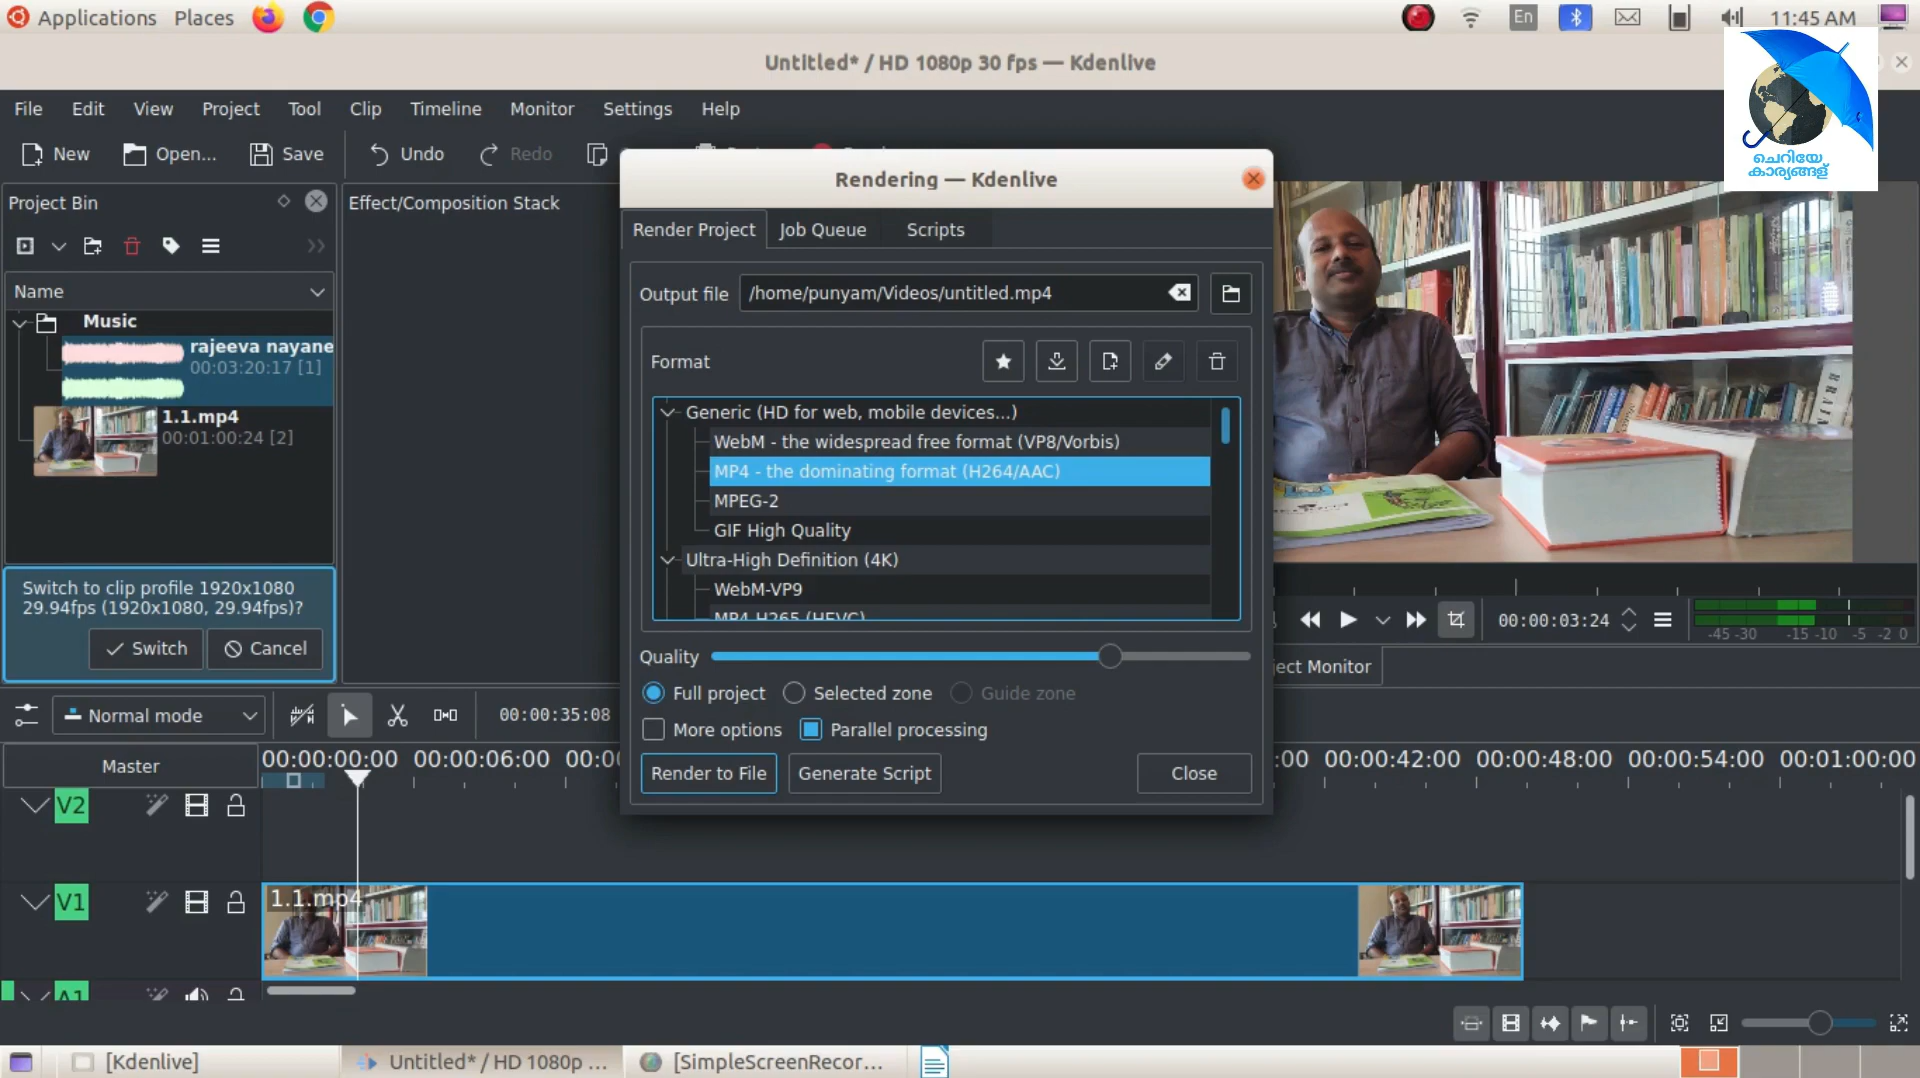 Applications Places
En
11:45 AM
Untitled* / HD 1080p 30 fps — Kdenlive
File Edit View Project Tool Clip Timeline Monitor Settings Help
New Open... Save Undo Redo
ചെറിയേ
കാര്യങ്ങള്
Project Bin
Effect/Composition Stack
Rendering — Kdenlive
Render Project Job Queue Scripts
Name
Output file /home/punyam/Videos/untitled.mp4
Music
rajeeva nayane
00:03:20:17 [1]
1.1.mp4
00:01:00:24 [2]
Format
Generic (HD for web, mobile devices...)
WebM - the widespread free format (VP8/Vorbis)
MP4 - the dominating format (H264/AAC)
MPEG-2
GIF High Quality
Ultra-High Definition (4K)
WebM-VP9
MP4-H265 (HEVC)
Switch to clip profile 1920x1080
29.94fps (1920x1080, 29.94fps)?
Switch Cancel
00:00:03:24
-45 -30 -15 -10 -5 -2 0
Quality
ect Monitor
Full project Selected zone Guide zone
More options Parallel processing
Render to File Generate Script Close
Normal mode 00:00:35:08
Master
00:00:00:00 00:00:06:00 00:0 :00 00:00:42:00 00:00:48:00 00:00:54:00 00:01:00:00
V2
V1
1.1.mp4
A1
[Kdenlive] Untitled* / HD 1080p ... [SimpleScreenRecor...